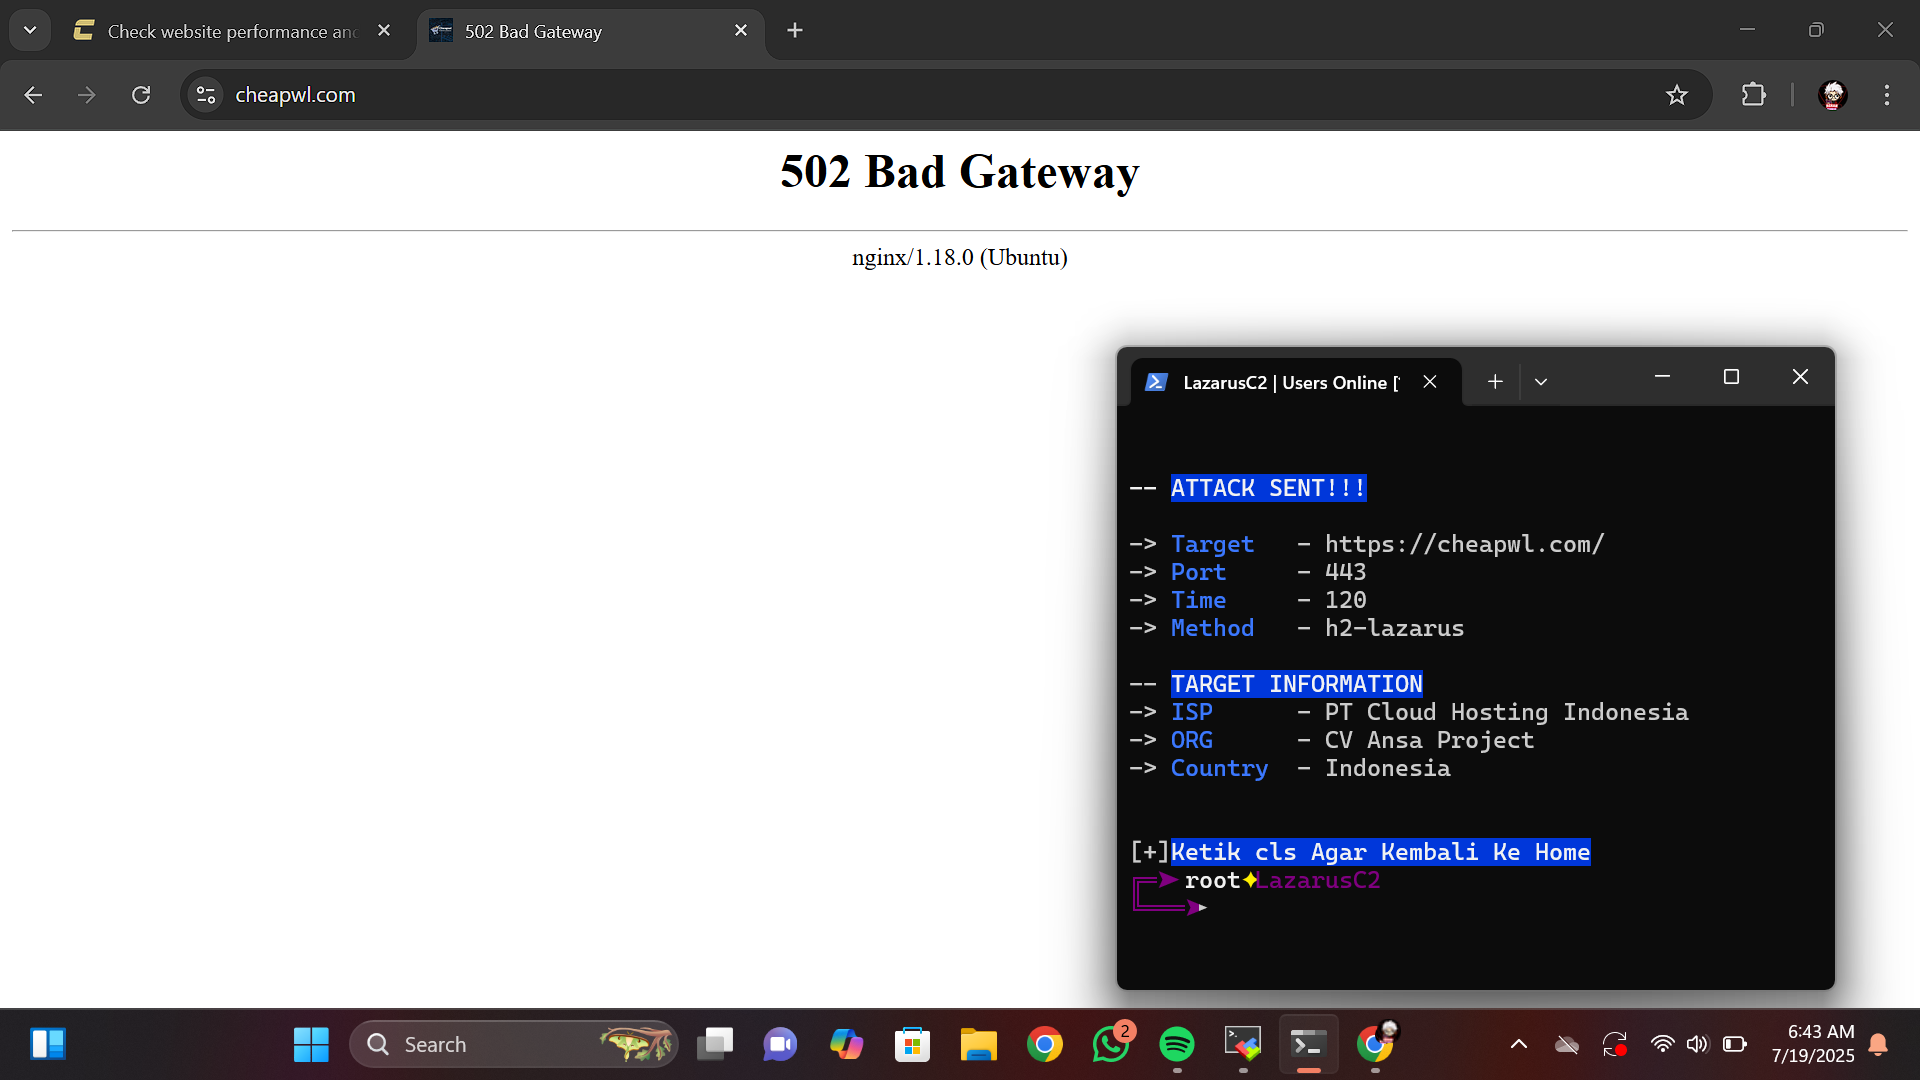 Check website performance and
502 Bad Gateway
cheapwl.com
502 Bad Gateway
nginx/1.18.0 (Ubuntu)
LazarusC2 | Users Online [
-- ATTACK SENT!!!
-> Target - https://cheapwl.com/
-> Port - 443
-> Time - 120
-> Method - h2-lazarus
-- TARGET INFORMATION
-> ISP - PT Cloud Hosting Indonesia
-> ORG - CV Ansa Project
-> Country - Indonesia
[+]Ketik cls Agar Kembali Ke Home
root✦LazarusC2
Search
2
6:43 AM
7/19/2025